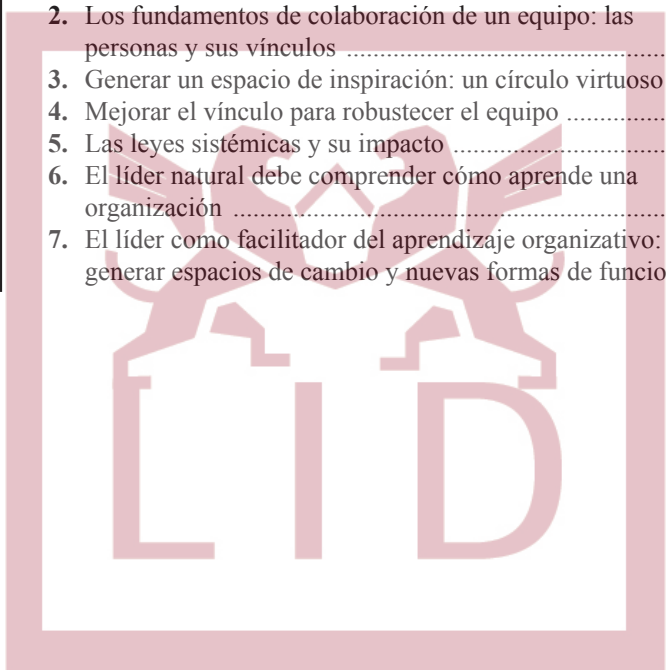 2. Los fundamentos de colaboración de un equipo: las
personas y sus vínculos ................................................
3. Generar un espacio de inspiración: un círculo virtuoso
4. Mejorar el vínculo para robustecer el equipo ...............
5. Las leyes sistémicas y su impacto ................................
6. El líder natural debe comprender cómo aprende una
organización .................................................................
7. El líder como facilitador del aprendizaje organizativo:
generar espacios de cambio y nuevas formas de funcio
LID